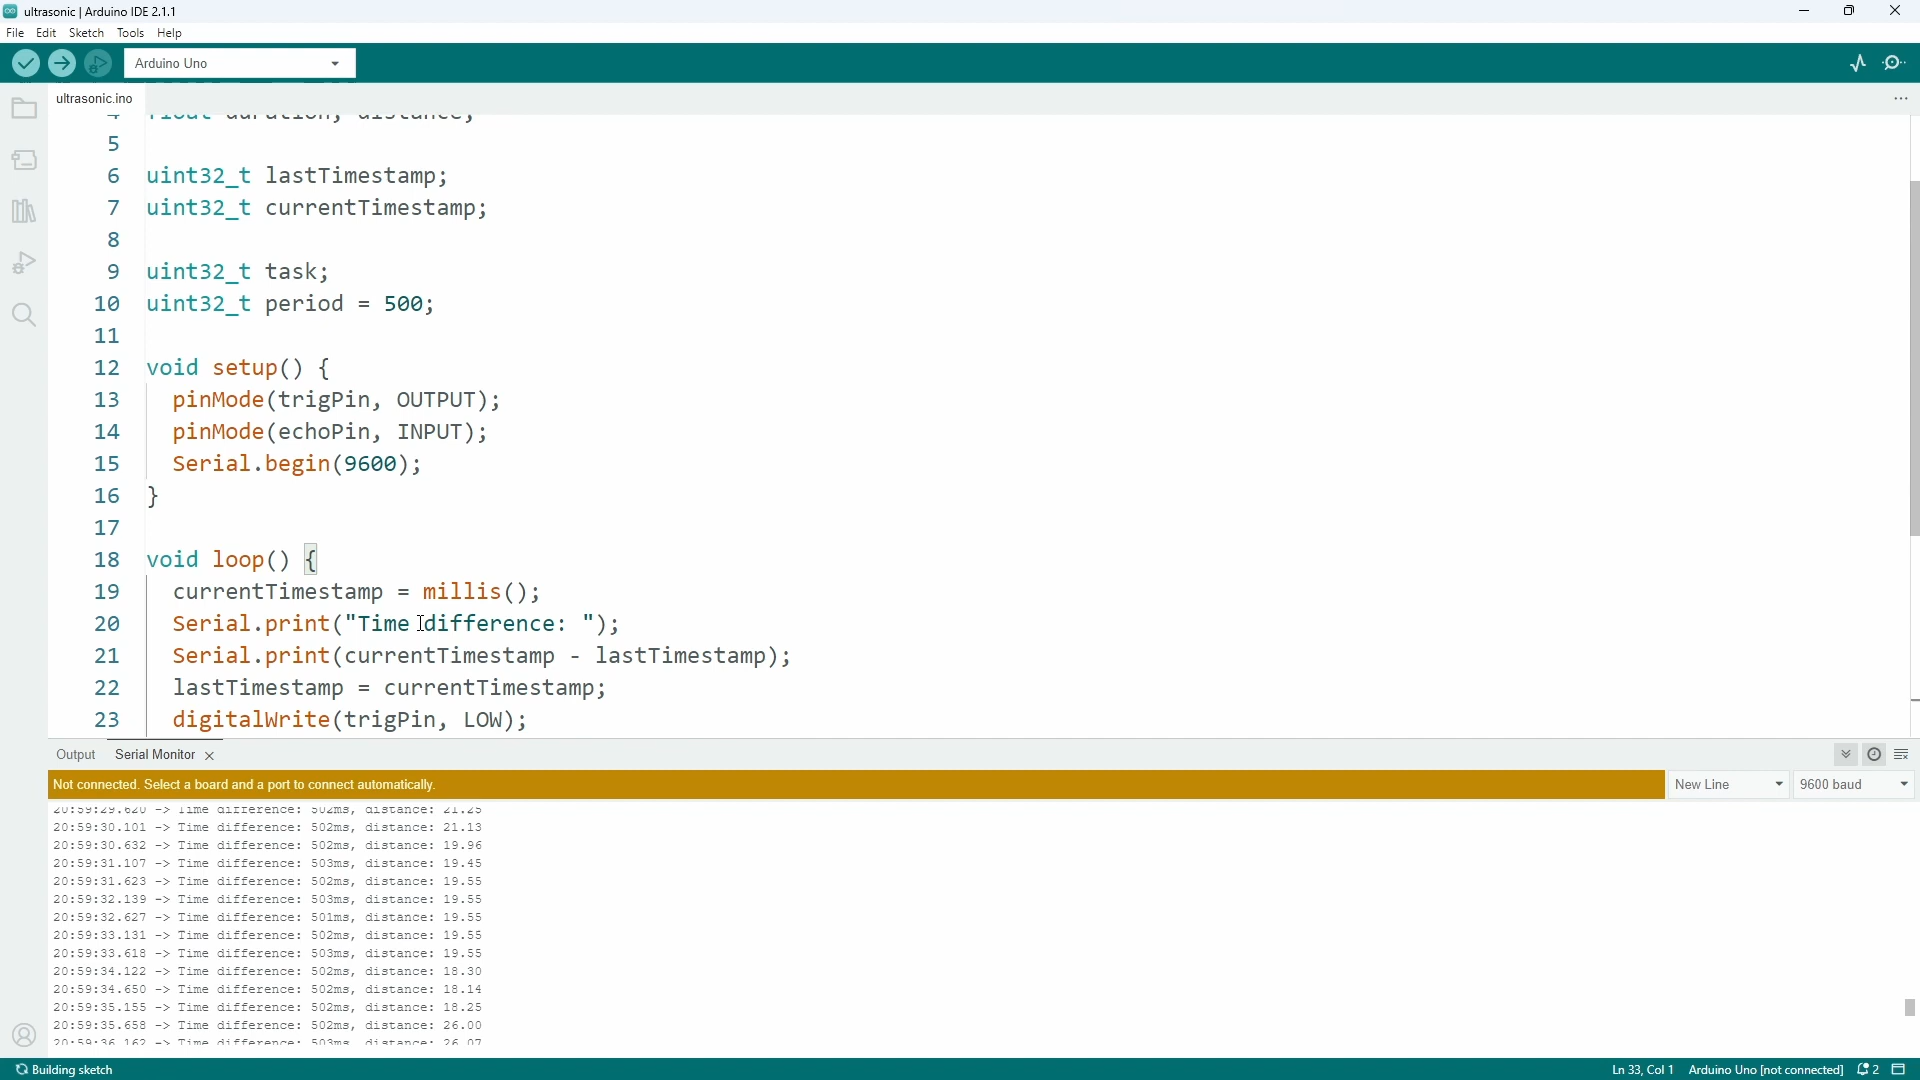 ultrasonic | Arduino IDE 2.1.1
File Edit Sketch Tools Help
Arduino Uno
ultrasonic.ino
4 float duration, distance;
5
6 uint32_t lastTimestamp;
7 uint32_t currentTimestamp;
8
9 uint32_t task;
10 uint32_t period = 500;
11
12 void setup() {
13 pinMode(trigPin, OUTPUT);
14 pinMode(echoPin, INPUT);
15 Serial.begin(9600);
16 }
17
18 void loop() {
19 currentTimestamp = millis();
20 Serial.print("Time difference: ");
21 Serial.print(currentTimestamp - lastTimestamp);
22 lastTimestamp = currentTimestamp;
23 digitalWrite(trigPin, LOW);
Output Serial Monitor
Not connected. Select a board and a port to connect automatically. New Line 9600 baud
20:59:29.620 -> Time difference: 502ms, distance: 21.25
20:59:30.101 -> Time difference: 502ms, distance: 21.13
20:59:30.632 -> Time difference: 502ms, distance: 19.96
20:59:31.107 -> Time difference: 503ms, distance: 19.45
20:59:31.623 -> Time difference: 502ms, distance: 19.55
20:59:32.139 -> Time difference: 503ms, distance: 19.55
20:59:32.627 -> Time difference: 501ms, distance: 19.55
20:59:33.131 -> Time difference: 502ms, distance: 19.55
20:59:33.618 -> Time difference: 503ms, distance: 19.55
20:59:34.122 -> Time difference: 502ms, distance: 18.30
20:59:34.650 -> Time difference: 502ms, distance: 18.14
20:59:35.155 -> Time difference: 502ms, distance: 18.25
20:59:35.658 -> Time difference: 502ms, distance: 26.00
20:59:36.162 -> Time difference: 503ms, distance: 26.07
Building sketch Ln 33, Col 1 Arduino Uno [not connected] 2